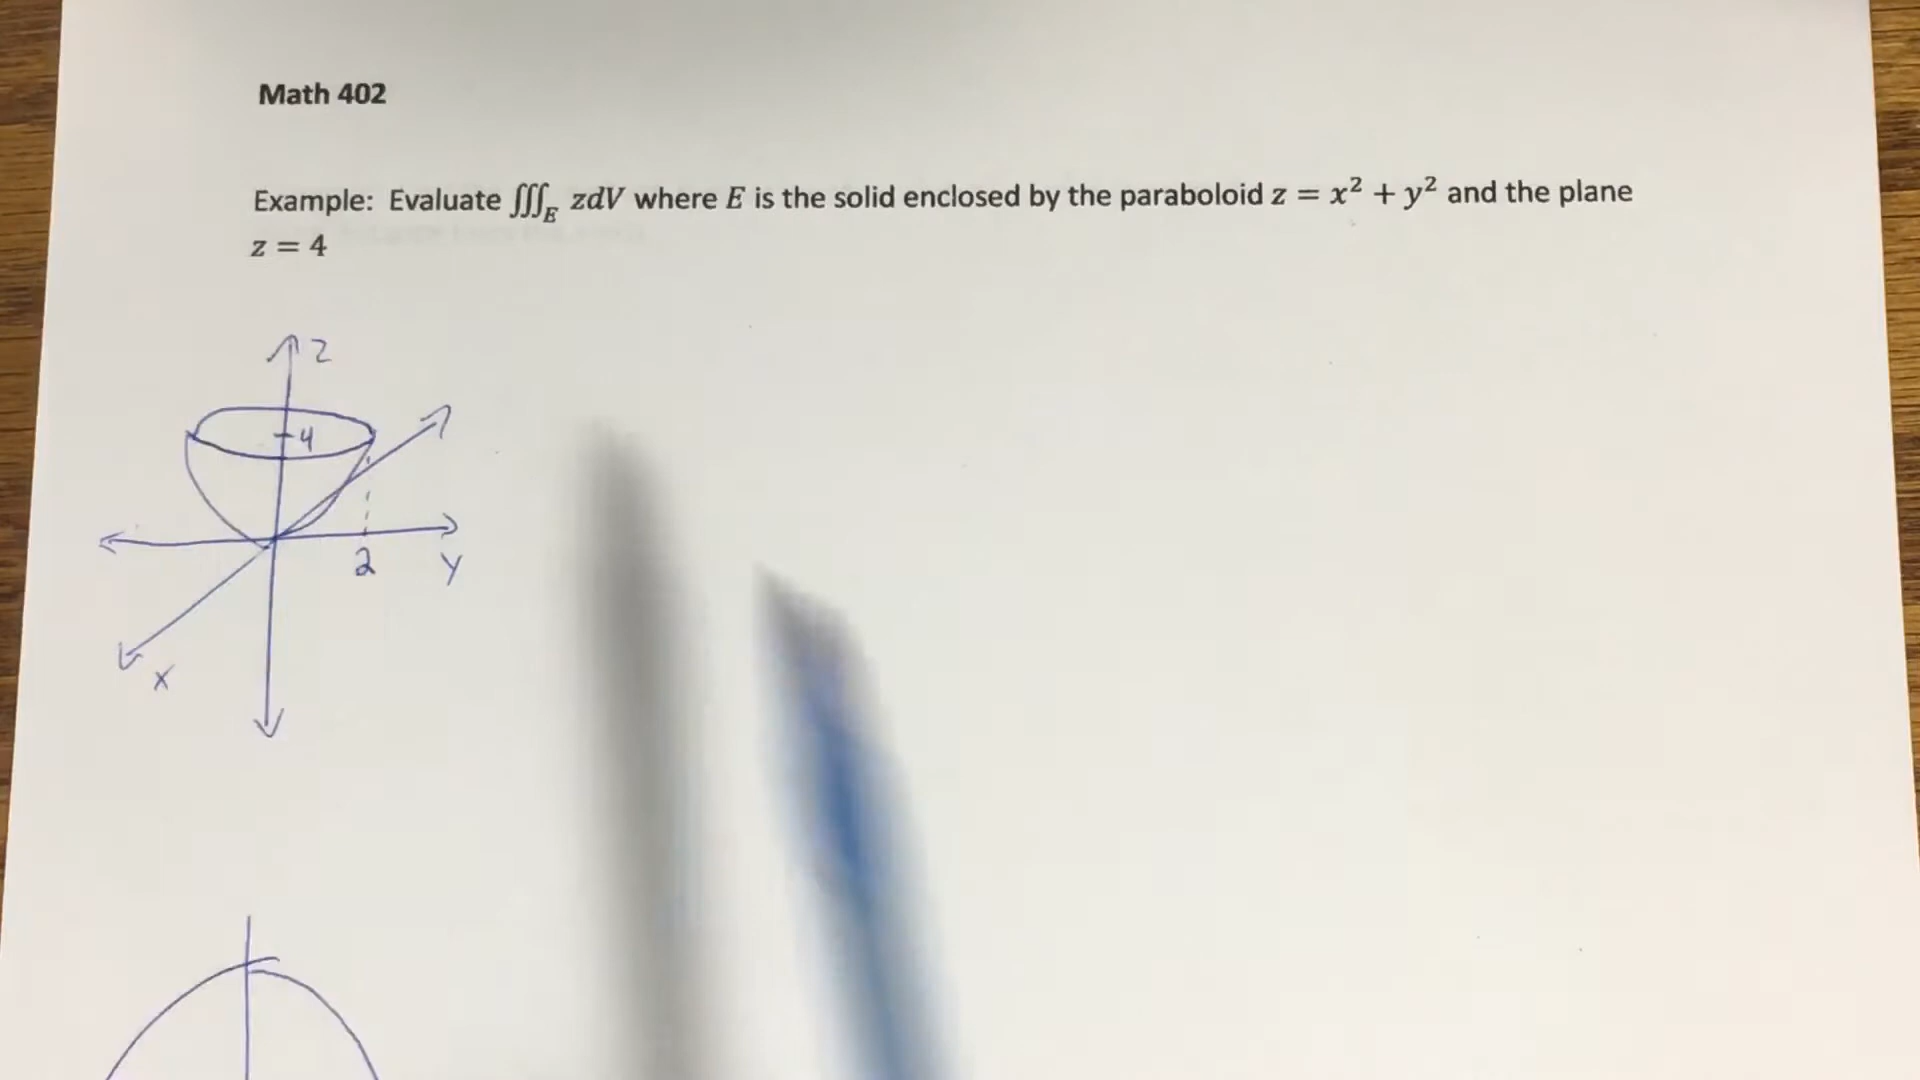 Math 402
Example: Evaluate ∭_E zdV where E is the solid enclosed by the paraboloid z = x² + y² and the plane
z = 4
z
4
2
y
x